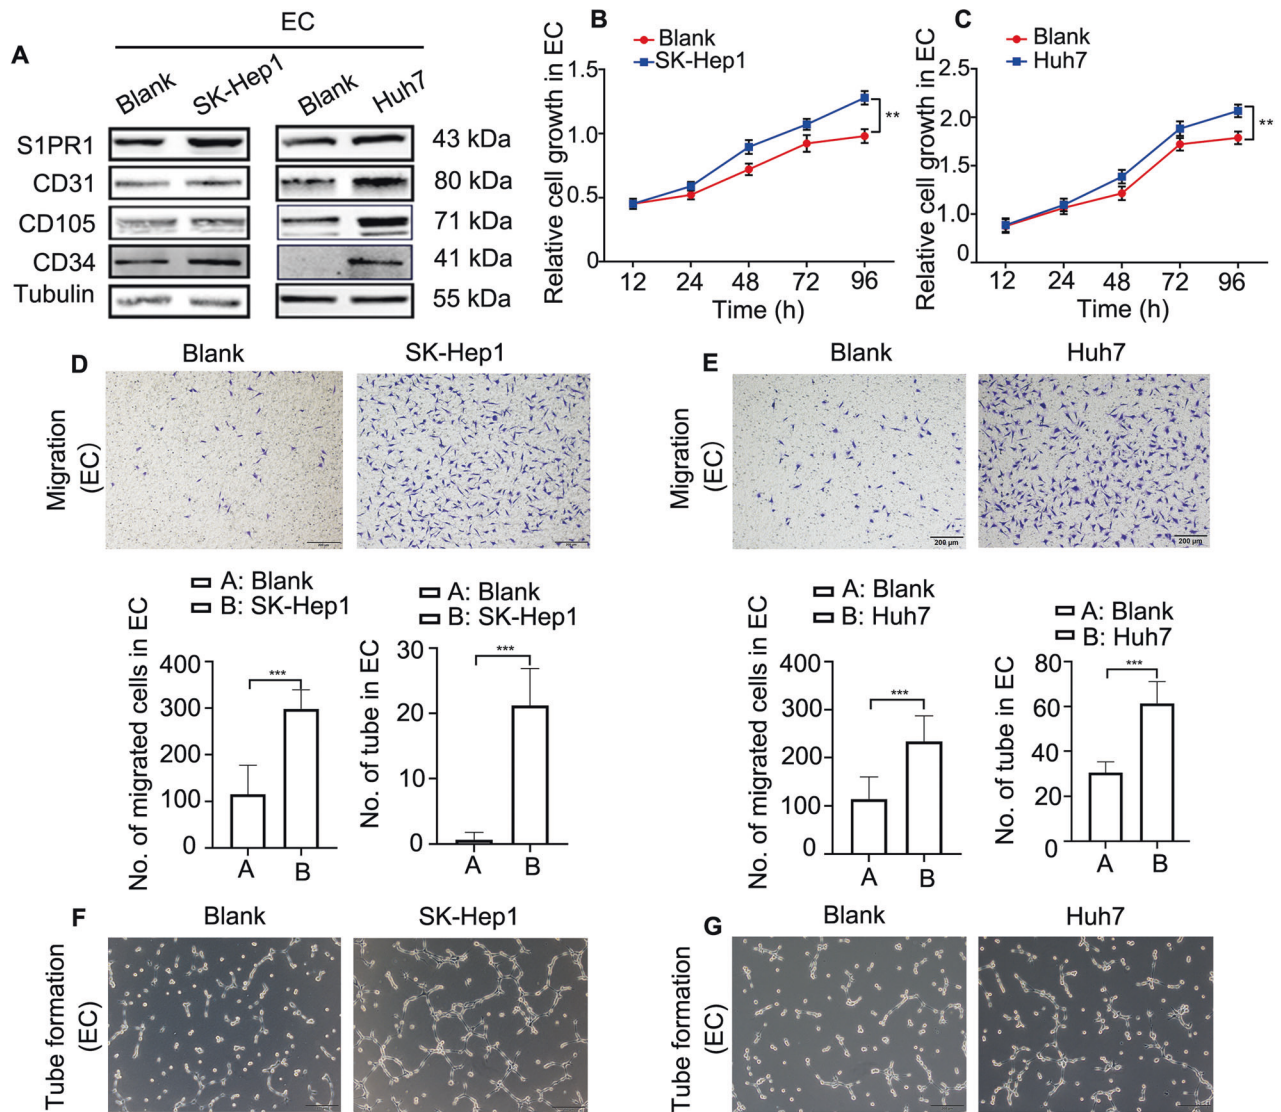 EC
A
Blank
SK-Hep1
Blank
Huh7
S1PR1
43 kDa
CD31
80 kDa
CD105
71 kDa
CD34
41 kDa
Tubulin
55 kDa
B
Blank
SK-Hep1
Relative cell growth in EC
1.5
1.0
0.5
0
**
12 24 48 72 96
Time (h)
C
Blank
Huh7
Relative cell growth in EC
2.5
2.0
1.5
1.0
0
**
12 24 48 72 96
Time (h)
D
Blank
SK-Hep1
Migration
(EC)
A: Blank
B: SK-Hep1
No. of migrated cells in EC
400
300
200
100
0
***
A B
A: Blank
B: SK-Hep1
No. of tube in EC
30
20
10
0
***
A B
E
Blank
Huh7
Migration
(EC)
200 µm
200 µm
A: Blank
B: Huh7
No. of migrated cells in EC
400
300
200
100
0
***
A B
A: Blank
B: Huh7
No. of tube in EC
80
60
40
20
0
***
A B
F
Blank
SK-Hep1
Tube formation
(EC)
G
Blank
Huh7
Tube formation
(EC)